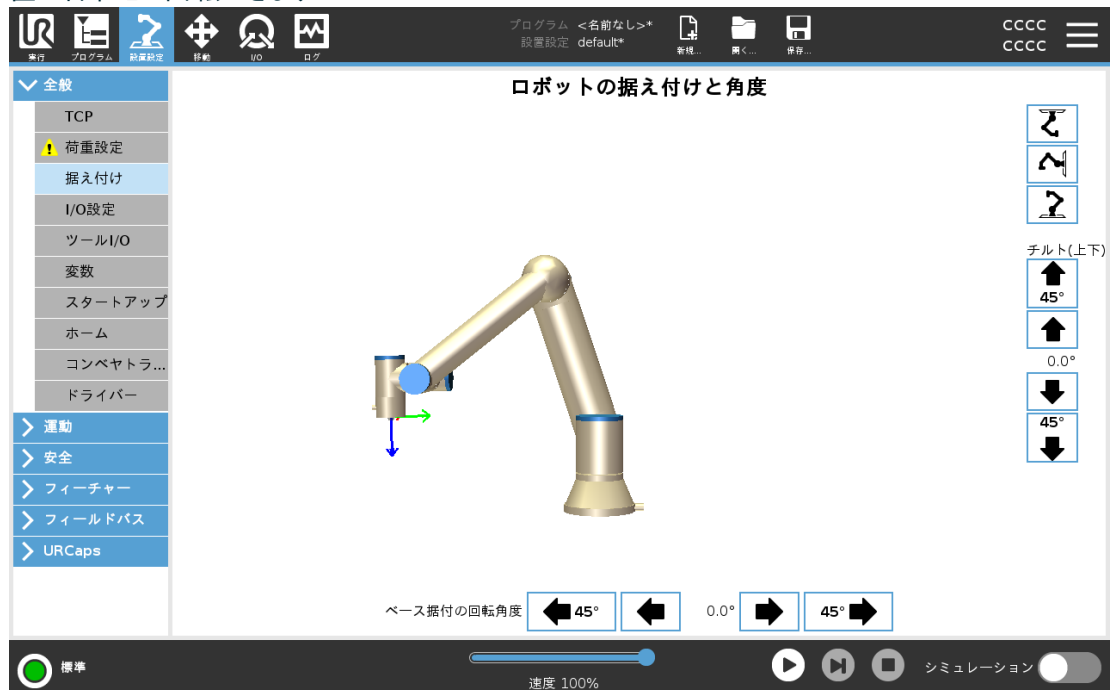 UR
実行
プログラム
設置設定
移動
I/O
ログ
プログラム <名前なし>*
設置設定 default*
新規...
開く...
保存...
CCCC
CCCC
全般
TCP
荷重設定
据え付け
I/O設定
ツールI/O
変数
スタートアップ
ホーム
コンベヤトラ...
ドライバー
運動
安全
フィーチャー
フィールドバス
URCaps
ロボットの据え付けと角度
チルト(上下)
45°
0.0°
45°
ベース据付の回転角度
45°
0.0°
45°
標準
速度 100%
シミュレーション